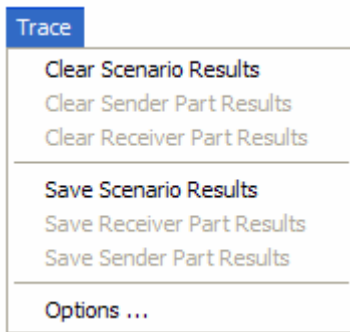 Trace
Clear Scenario Results
Clear Sender Part Results
Clear Receiver Part Results
Save Scenario Results
Save Receiver Part Results
Save Sender Part Results
Options ...